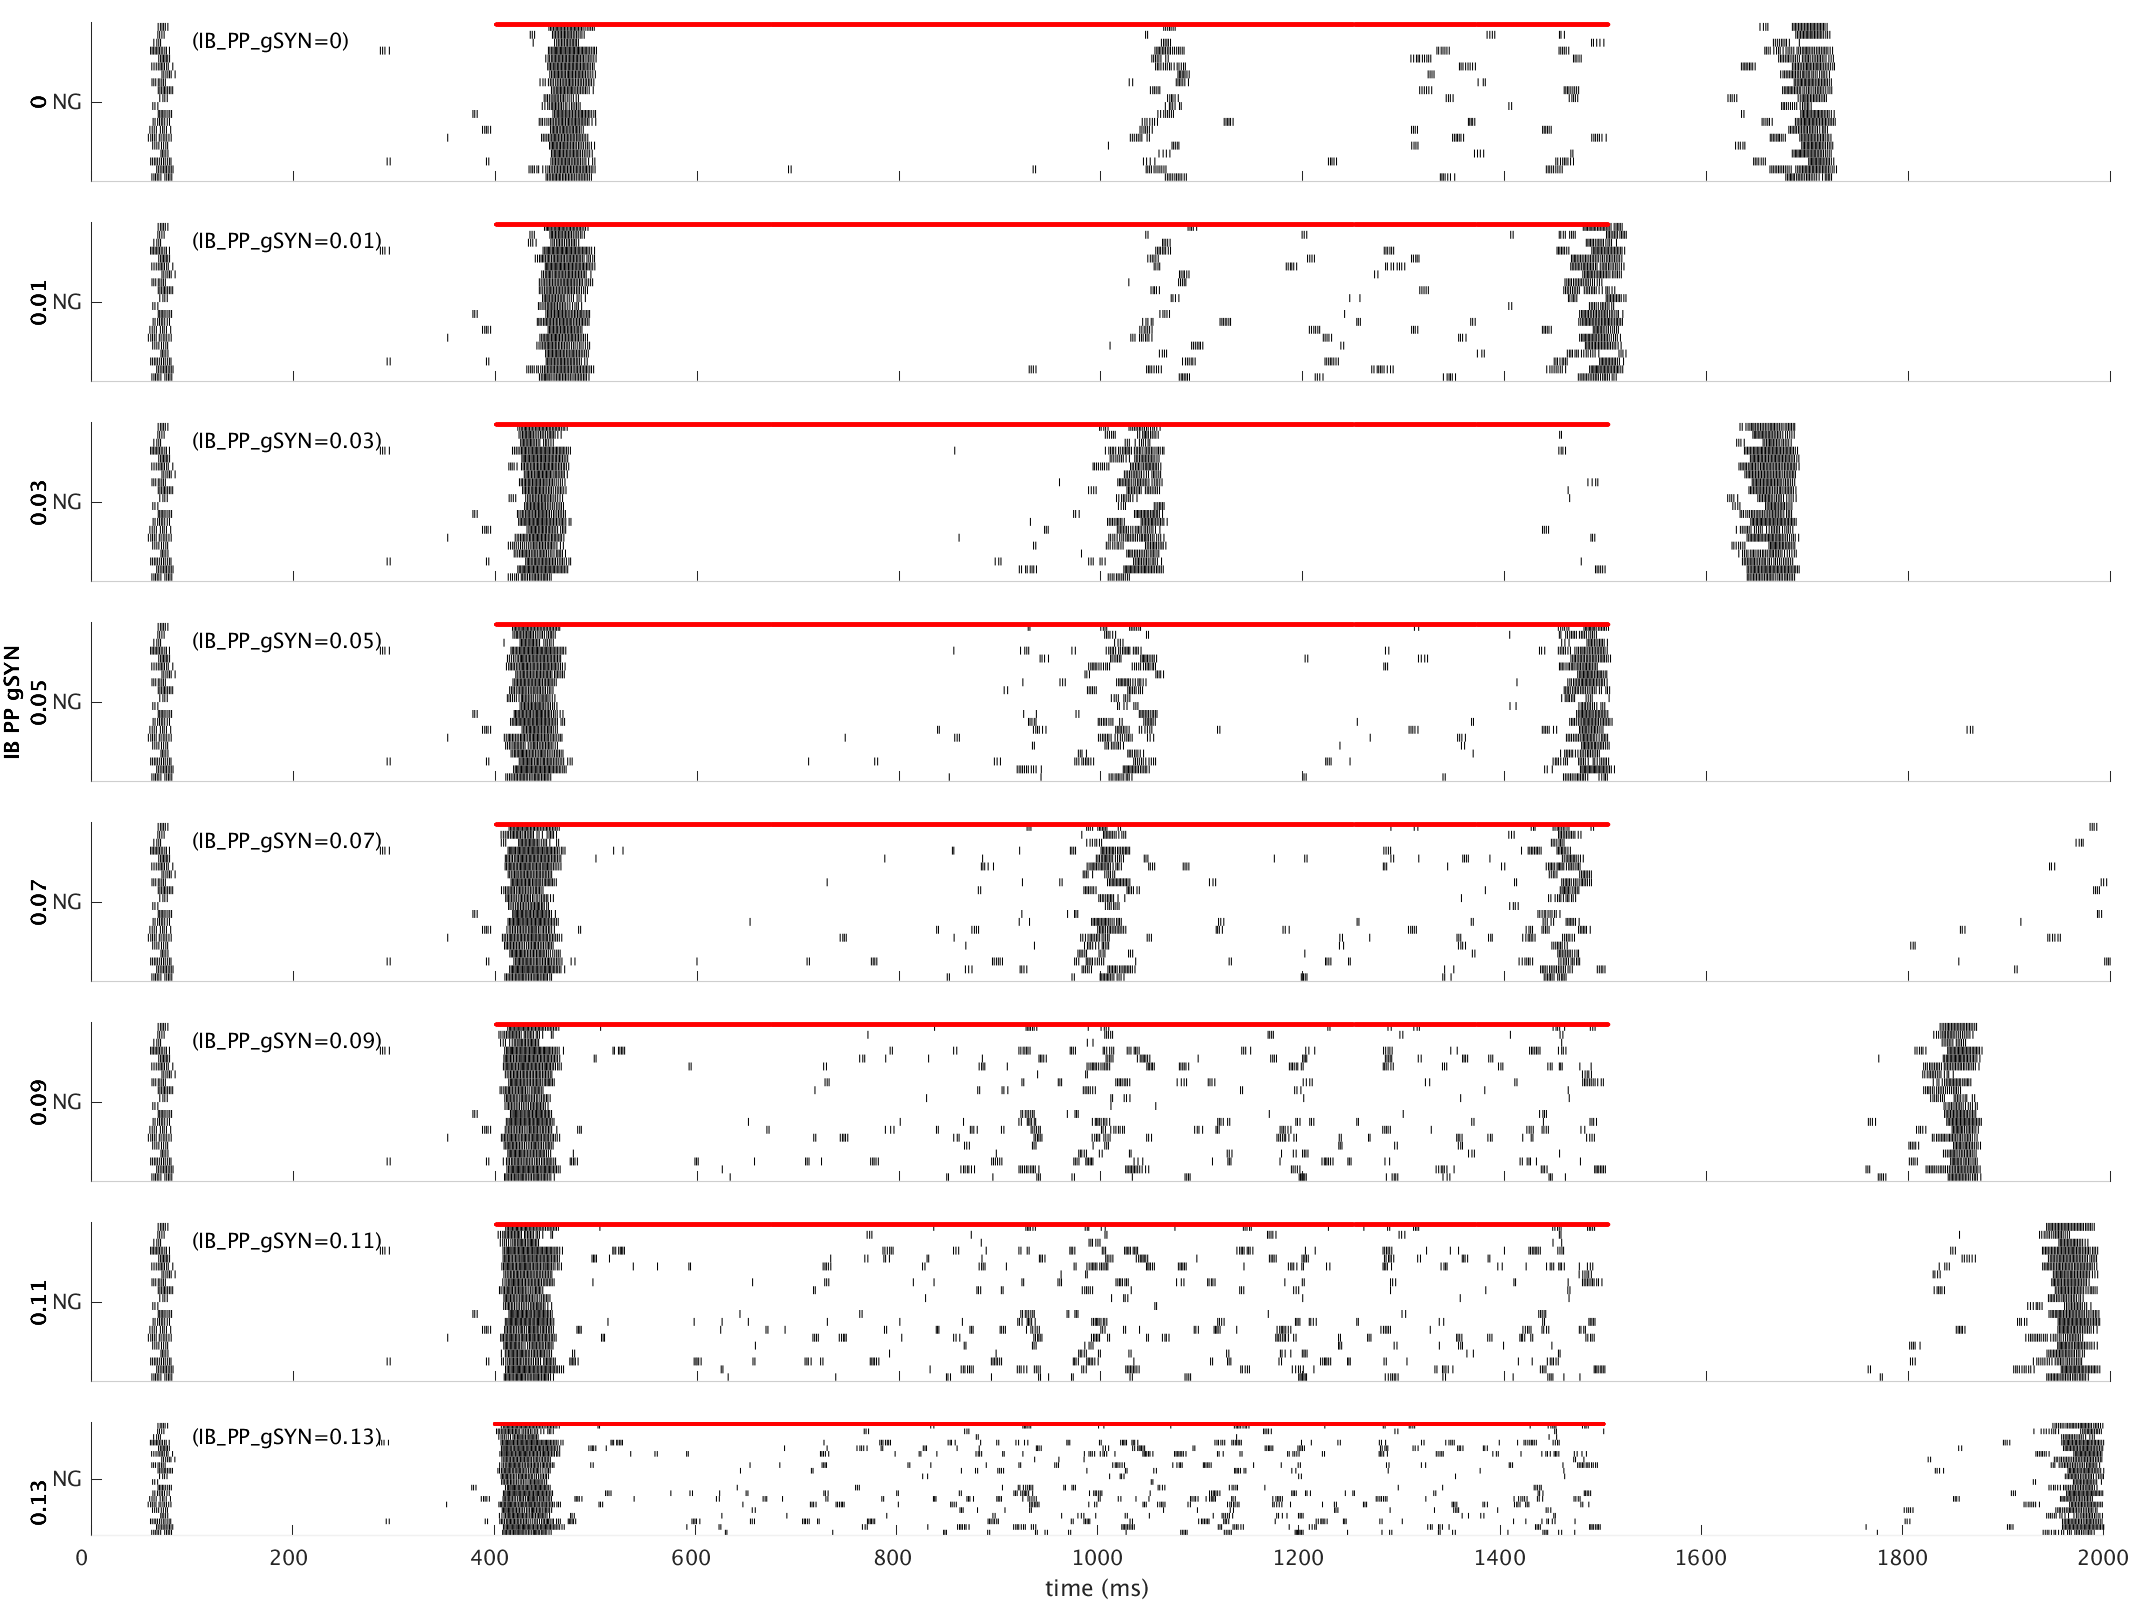 (IB_PP_gSYN=0)
0 NG
(IB_PP_gSYN=0.01)
0.01 NG
(IB_PP_gSYN=0.03)
0.03 NG
(IB_PP_gSYN=0.05)
IB PP gSYN
0.05 NG
(IB_PP_gSYN=0.07)
0.07 NG
(IB_PP_gSYN=0.09)
0.09 NG
(IB_PP_gSYN=0.11)
0.11 NG
(IB_PP_gSYN=0.13)
0.13 NG
0 200 400 600 800 1000 1200 1400 1600 1800 2000
time (ms)